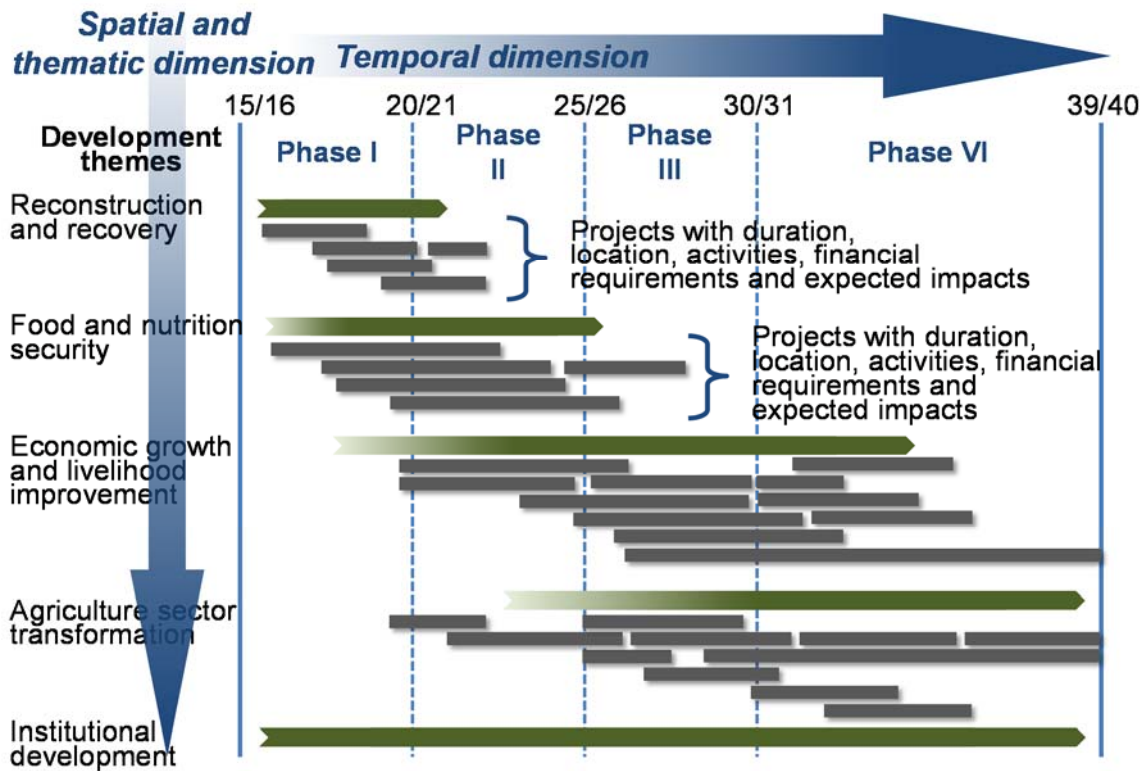 Spatial and
thematic dimension
Temporal dimension
15/16
20/21
25/26
30/31
39/40
Development
themes
Phase I
Phase
II
Phase
III
Phase VI
Reconstruction
and recovery
Projects with duration,
location, activities, financial
requirements and expected impacts
Food and nutrition
security
Projects with duration,
location, activities, financial
requirements and
expected impacts
Economic growth
and livelihood
improvement
Agriculture sector
transformation
Institutional
development